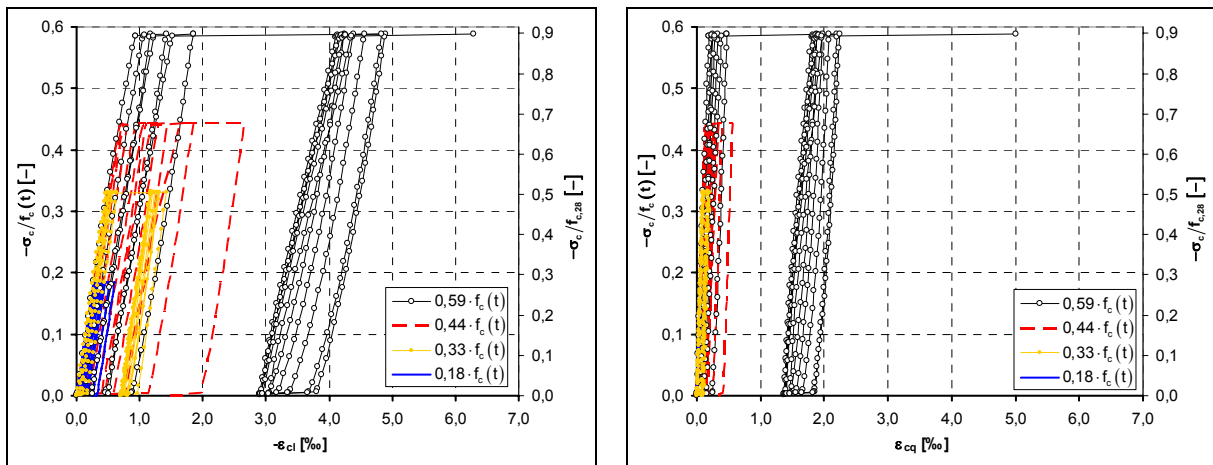 -σc/fc(t) [–]
0,6
0,5
0,4
0,3
0,2
0,1
0,0
0,0 1,0 2,0 3,0 4,0 5,0 6,0 7,0
-εcl [‰]
0,9
0,8
0,7
0,6
0,5
0,4
0,3
0,2
0,1
0,0
-σc/fc,28 [–]
0,59·fc(t)
0,44·fc(t)
0,33·fc(t)
0,18·fc(t)
-σc/fc(t) [–]
0,6
0,5
0,4
0,3
0,2
0,1
0,0
0,0 1,0 2,0 3,0 4,0 5,0 6,0 7,0
εcq [‰]
0,9
0,8
0,7
0,6
0,5
0,4
0,3
0,2
0,1
0,0
-σc/fc,28 [–]
0,59·fc(t)
0,44·fc(t)
0,33·fc(t)
0,18·fc(t)